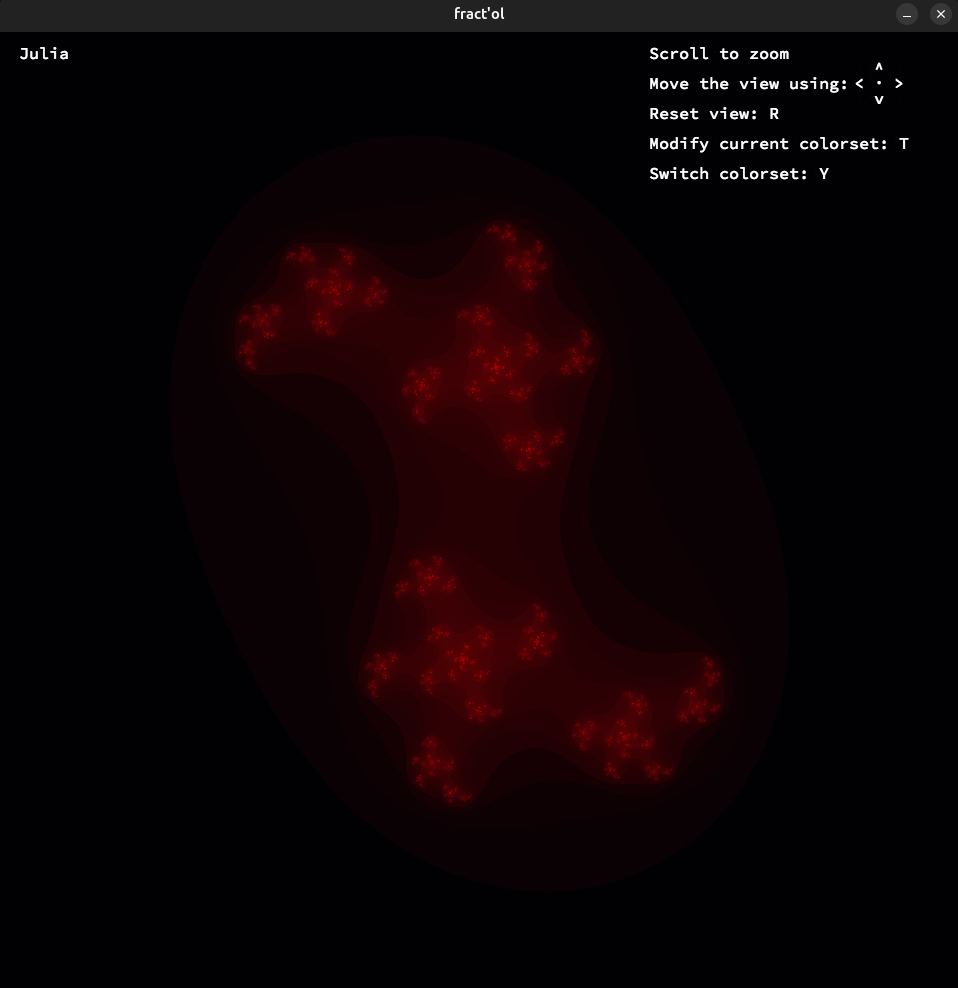 fract'ol
Julia
Scroll to zoom
^
Move the view using: < · >
v
Reset view: R
Modify current colorset: T
Switch colorset: Y